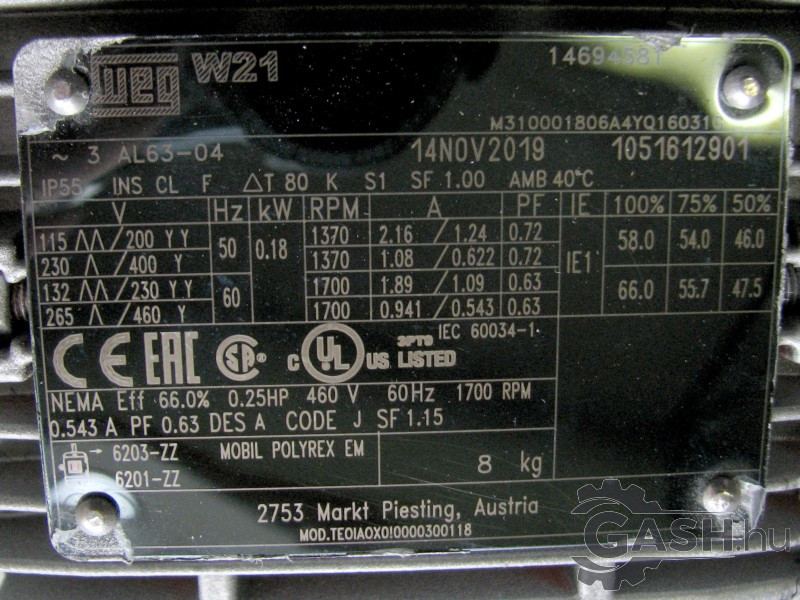 WEG W21 14694581
M310001806A4YQ16031
~ 3 AL63-04 14NOV2019 1051612901
IP55 INS CL F ΔT 80 K S1 SF 1.00 AMB 40°C
V Hz kW RPM A PF IE 100% 75% 50%
115 ΛΛ/200 YY 50 0.18 1370 2.16 / 1.24 0.72 IE1 58.0 54.0 46.0
230 Λ/400 Y 1370 1.08 / 0.622 0.72
132 ΛΛ/230 YY 60 1700 1.89 / 1.09 0.63 66.0 55.7 47.5
265 Λ/460 Y 1700 0.941 / 0.543 0.63
CE EAC SP® C UL US LISTED 3PT9 IEC 60034-1
NEMA Eff 66.0% 0.25HP 460 V 60Hz 1700 RPM
0.543 A PF 0.63 DES A CODE J SF 1.15
6203-ZZ MOBIL POLYREX EM
6201-ZZ 8 kg
2753 Markt Piesting, Austria
MOD.TE01A0X0!0000300118
GASH.hu